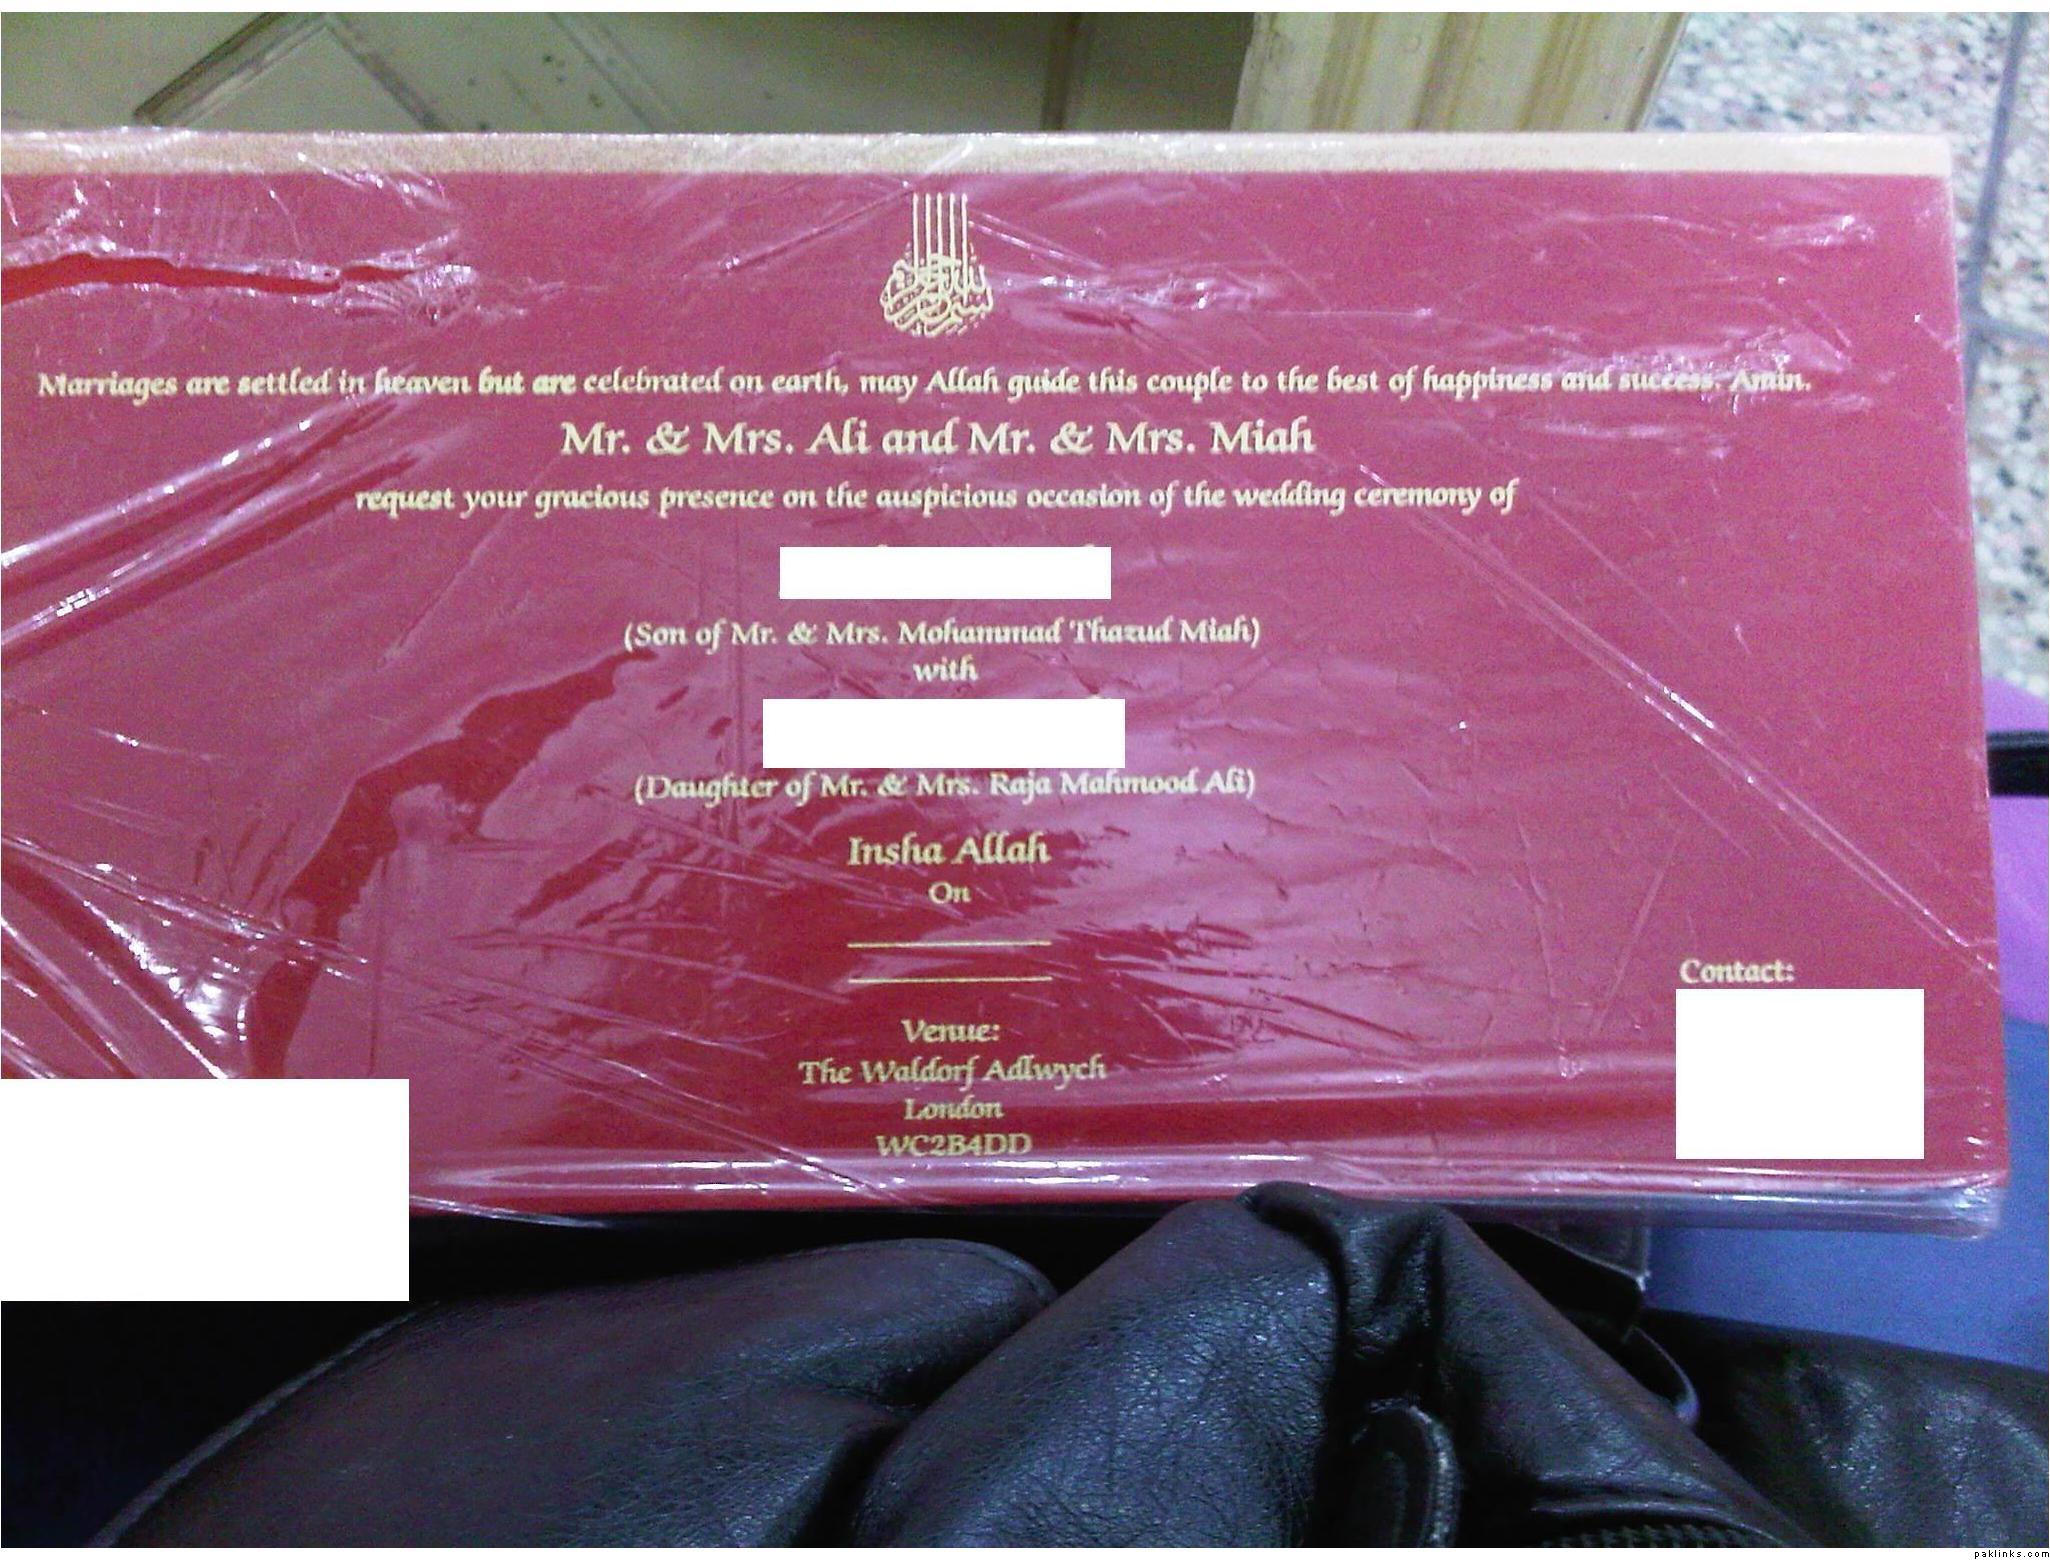 بسم الله الرحمن الرحيم
Marriages are settled in heaven but are celebrated on earth, may Allah guide this couple to the best of happiness and success. Amin.
Mr. & Mrs. Ali and Mr. & Mrs. Miah
request your gracious presence on the auspicious occasion of the wedding ceremony of
(Son of Mr. & Mrs. Mohammad Thazud Miah)
with
(Daughter of Mr. & Mrs. Raja Mahmood Ali)
Insha Allah
On
Venue:
The Waldorf Adlwych
London
WC2B4DD
Contact:
paklinks.com